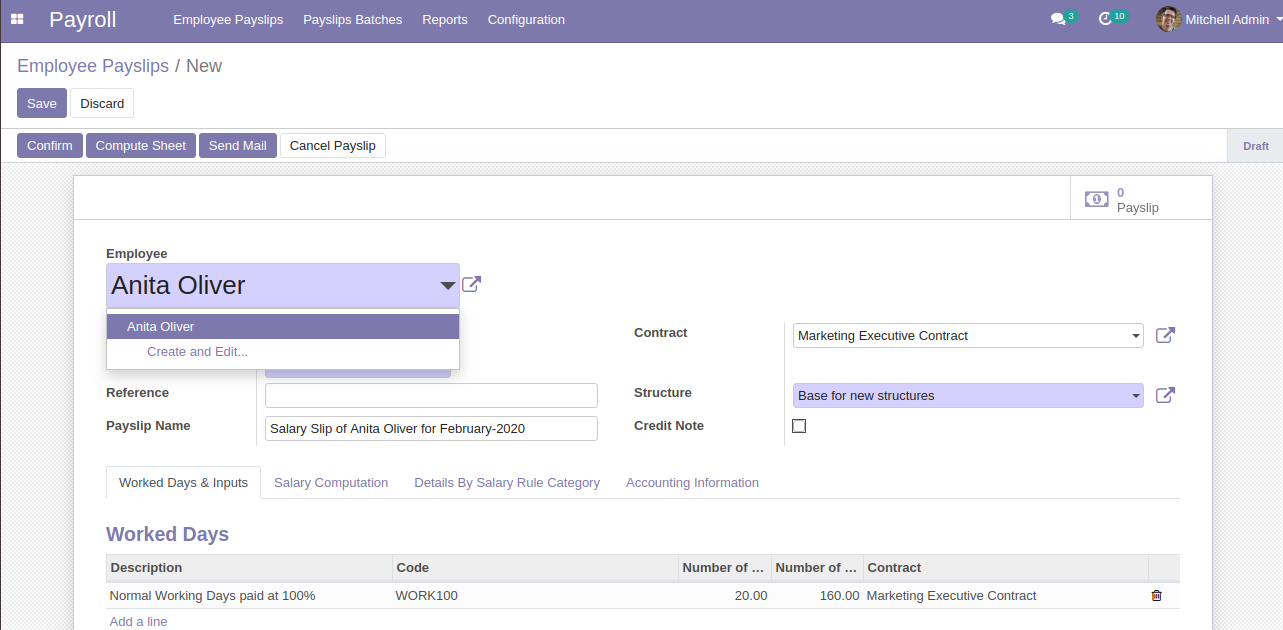 Payroll Employee Payslips Payslips Batches Reports Configuration 3 10 Mitchell Admin
Employee Payslips / New
Save Discard
Confirm Compute Sheet Send Mail Cancel Payslip Draft
0
Payslip
Employee
Anita Oliver
Anita Oliver
Create and Edit...
Contract Marketing Executive Contract
Reference Structure Base for new structures
Payslip Name Salary Slip of Anita Oliver for February-2020 Credit Note
Worked Days & Inputs Salary Computation Details By Salary Rule Category Accounting Information
Worked Days
Description Code Number of ... Number of ... Contract
Normal Working Days paid at 100% WORK100 20.00 160.00 Marketing Executive Contract
Add a line